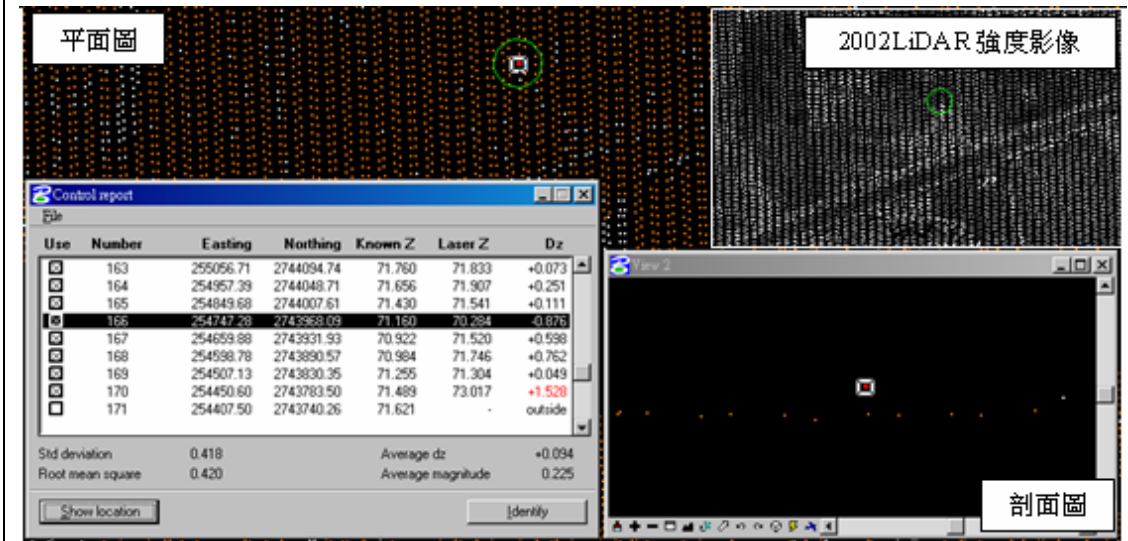 平面圖
2002LiDAR強度影像
Control report
File
Use Number Easting Northing Known Z Laser Z Dz
163 255056.71 2744094.74 71.760 71.833 +0.073
164 254957.39 2744048.71 71.656 71.907 +0.251
165 254849.68 2744007.61 71.430 71.541 +0.111
166 254747.28 2743968.09 71.160 70.284 -0.876
167 254659.88 2743931.93 70.922 71.520 +0.598
168 254598.78 2743890.57 70.984 71.746 +0.762
169 254507.13 2743830.35 71.255 71.304 +0.049
170 254450.60 2743783.50 71.489 73.017 +1.528
171 254407.50 2743740.26 71.621 - outside
Std deviation 0.418 Average dz +0.094
Root mean square 0.420 Average magnitude 0.225
Show location Identify
View 2
剖面圖